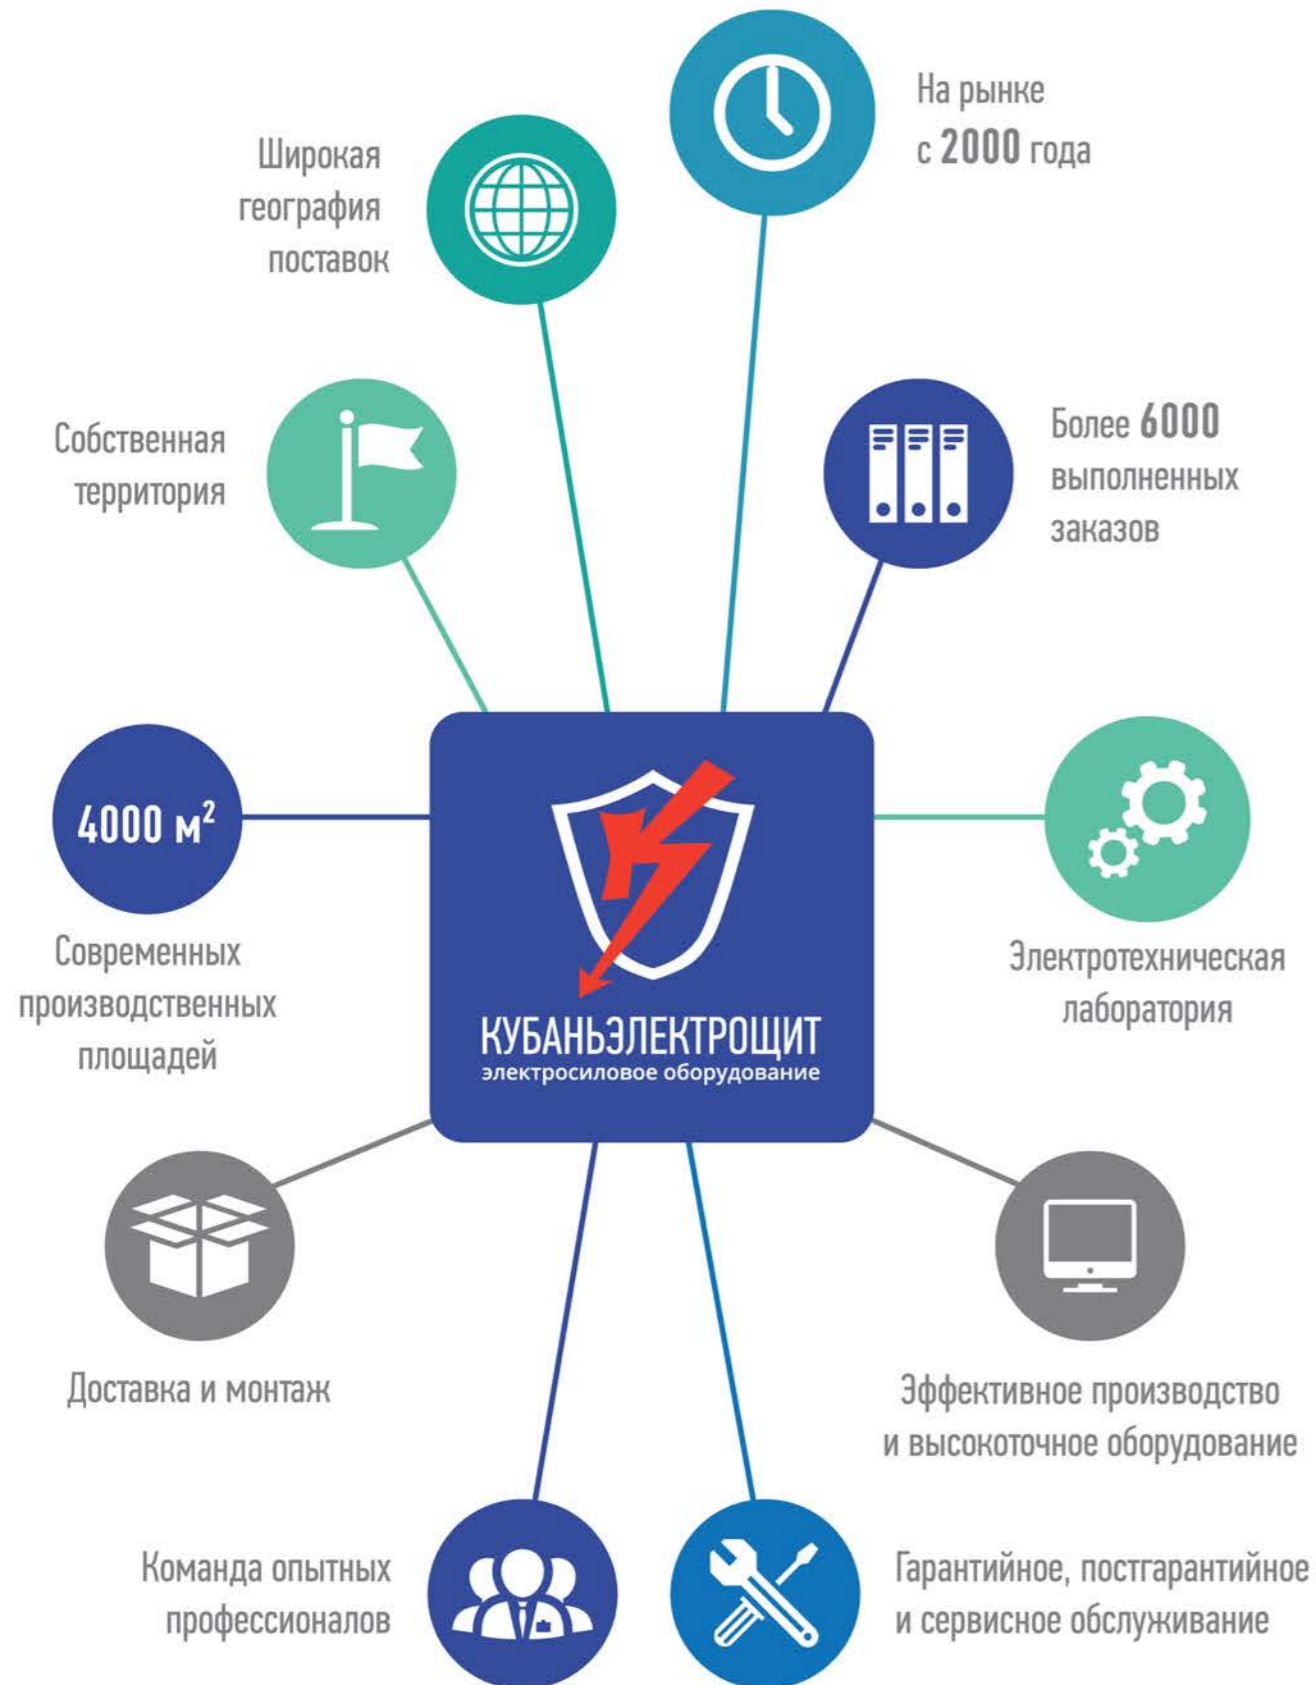 На рынке
с 2000 года
Широкая
география
поставок
Собственная
территория
Более 6000
выполненных
заказов
4000 м²
Современных
производственных
площадей
КУБАНЬЭЛЕКТРОЩИТ
электросиловое оборудование
Электротехническая
лаборатория
Доставка и монтаж
Эффективное производство
и высокоточное оборудование
Команда опытных
профессионалов
Гарантийное, постгарантийное
и сервисное обслуживание